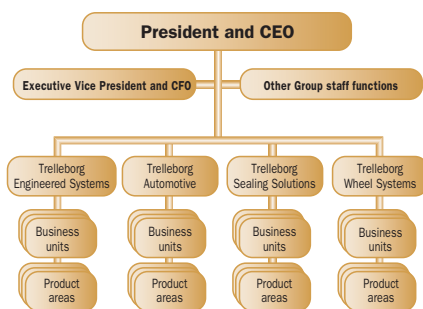 President and CEO
Executive Vice President and CFO
Other Group staff functions
Trelleborg
Engineered Systems
Trelleborg
Automotive
Trelleborg
Sealing Solutions
Trelleborg
Wheel Systems
Business
units
Business
units
Business
units
Business
units
Product
areas
Product
areas
Product
areas
Product
areas